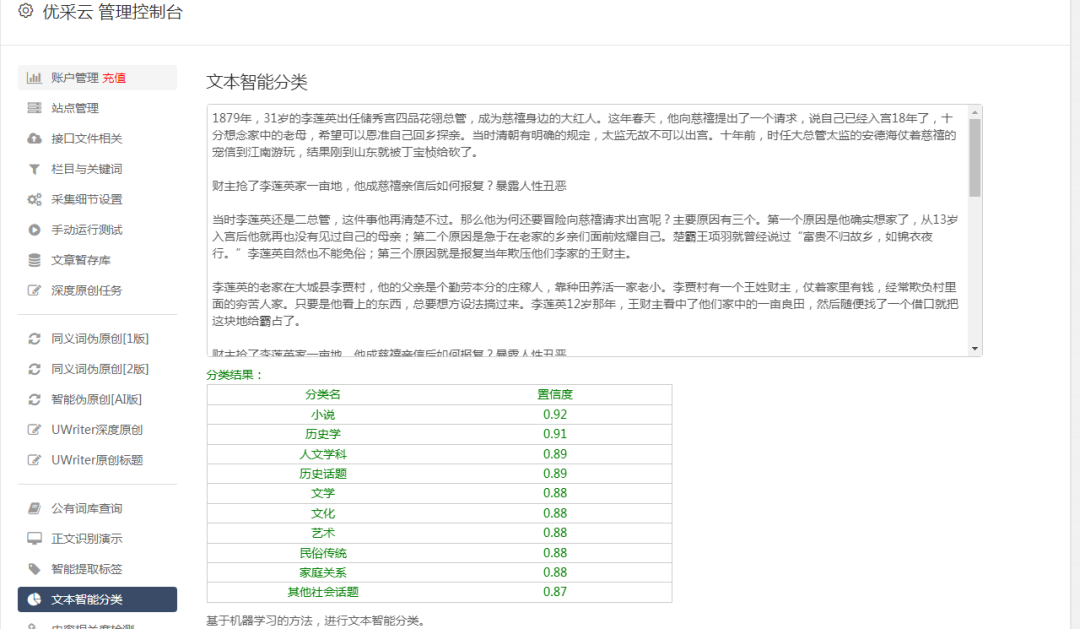 优采云 管理控制台
账户管理 充值
站点管理
接口文件相关
栏目与关键词
采集细节设置
手动运行测试
文章暂存库
深度原创任务
同义词伪原创[1版]
同义词伪原创[2版]
智能伪原创[AI版]
UWriter深度原创
UWriter原创标题
公有词库查询
正文识别演示
智能提取标签
文本智能分类
内容相关度检测
文本智能分类
1879年，31岁的李莲英出任储秀宫四品花翎总管，成为慈禧身边的大红人。这年春天，他向慈禧提出了一个请求，说自己已经入宫18年了，十
分想念家中的老母，希望可以恩准自己回乡探亲。当时清朝有明确的规定，太监无故不可以出宫。十年前，时任大总管太监的安德海仗着慈禧的
宠信到江南游玩，结果刚到山东就被丁宝桢给砍了。
财主抢了李莲英家一亩地，他成慈禧亲信后如何报复？暴露人性丑恶
当时李莲英还是二总管，这件事他再清楚不过。那么他为何还要冒险向慈禧请求出宫呢？主要原因有三个。第一个原因是他确实想家了，从13岁
入宫后他就再也没有见过自己的母亲；第二个原因是急于在老家的乡亲们面前炫耀自己。楚霸王项羽就曾经说过“富贵不归故乡，如锦衣夜
行。”李莲英自然也不能免俗；第三个原因就是报复当年欺压他们李家的王财主。
李莲英的老家在大城县李贾村，他的父亲是个勤劳本分的庄稼人，靠种田养活一家老小。李贾村有一个王姓财主，仗着家里有钱，经常欺负村里
面的穷苦人家。只要是他看上的东西，总要想方设法搞过来。李莲英12岁那年，王财主看中了他们家中的一亩良田，然后随便找了一个借口就把
这块地给霸占了。
财主抢了李莲英家一亩地，他成慈禧亲信后如何报复？暴露人性丑恶
分类结果：
分类名 置信度
小说 0.92
历史学 0.91
人文学科 0.89
历史话题 0.89
文学 0.88
文化 0.88
艺术 0.88
民俗传统 0.88
家庭关系 0.88
其他社会话题 0.87
基于机器学习的方法，进行文本智能分类。